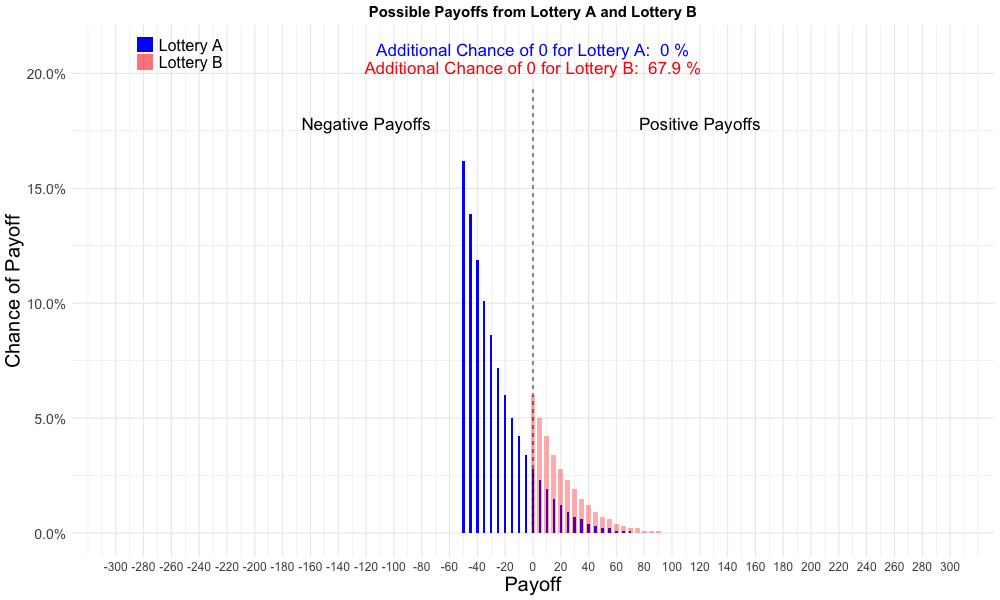 Possible Payoffs from Lottery A and Lottery B
Lottery A
Lottery B
Additional Chance of 0 for Lottery A:  0 %
Additional Chance of 0 for Lottery B:  67.9 %
Negative Payoffs
Positive Payoffs
20.0%
15.0%
10.0%
5.0%
0.0%
Chance of Payoff
-300 -280 -260 -240 -220 -200 -180 -160 -140 -120 -100 -80 -60 -40 -20 0 20 40 60 80 100 120 140 160 180 200 220 240 260 280 300
Payoff